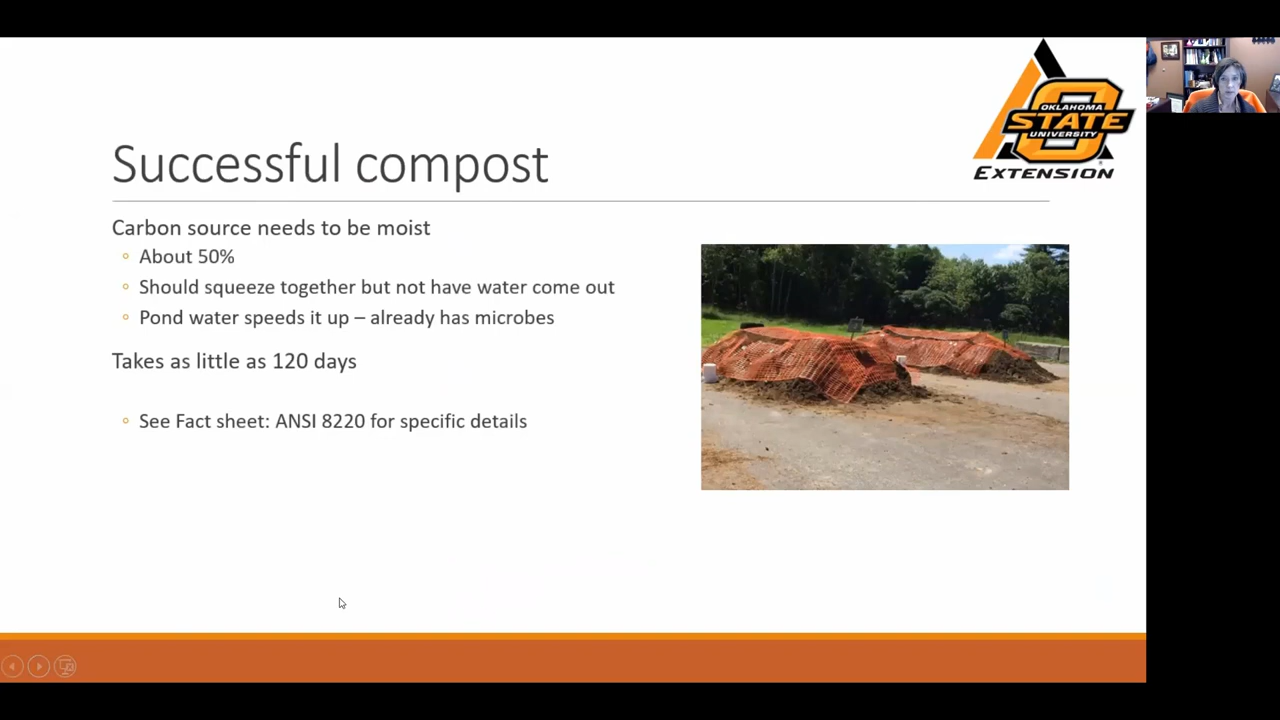 OKLAHOMA
STATE
UNIVERSITY
EXTENSION
Successful compost
Carbon source needs to be moist
About 50%
Should squeeze together but not have water come out
Pond water speeds it up – already has microbes
Takes as little as 120 days
See Fact sheet: ANSI 8220 for specific details